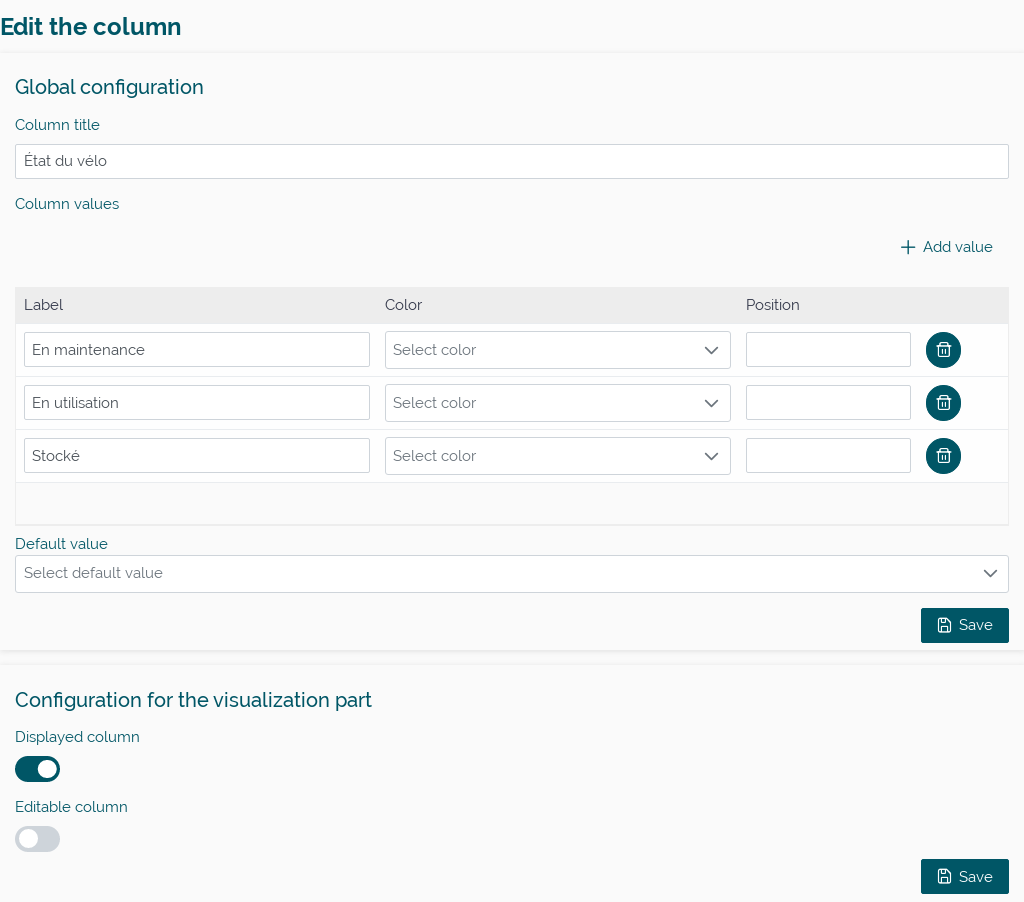 Edit the column
Global configuration
Column title
État du vélo
Column values
Add value
Label Color Position
En maintenance Select color
En utilisation Select color
Stocké Select color
Default value
Select default value
Save
Configuration for the visualization part
Displayed column
Editable column
Save